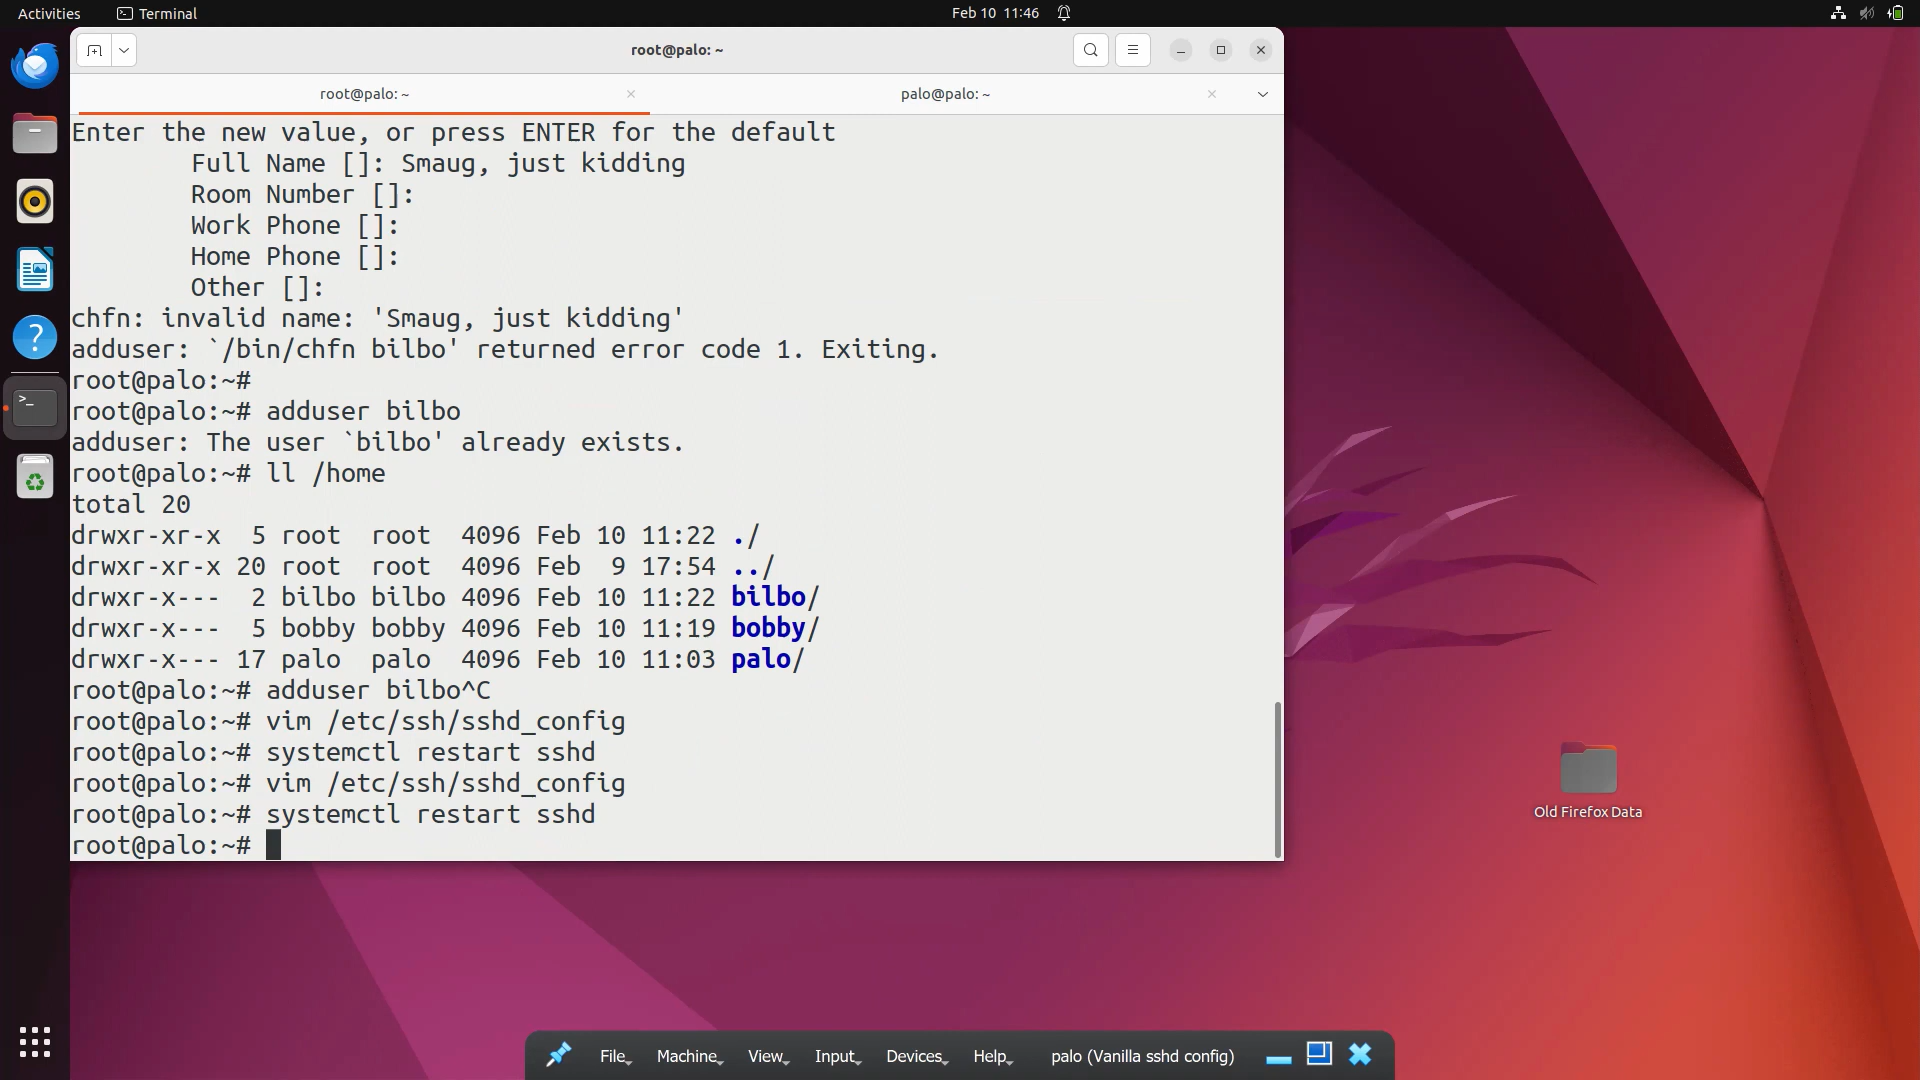 Activities
Terminal
Feb 10 11:46
root@palo: ~
root@palo: ~
palo@palo: ~
Enter the new value, or press ENTER for the default
Full Name []: Smaug, just kidding
Room Number []:
Work Phone []:
Home Phone []:
Other []:
chfn: invalid name: 'Smaug, just kidding'
adduser: `/bin/chfn bilbo' returned error code 1. Exiting.
root@palo:~#
root@palo:~# adduser bilbo
adduser: The user `bilbo' already exists.
root@palo:~# ll /home
total 20
drwxr-xr-x  5 root  root  4096 Feb 10 11:22 ./
drwxr-xr-x 20 root  root  4096 Feb  9 17:54 ../
drwxr-x---  2 bilbo bilbo 4096 Feb 10 11:22 bilbo/
drwxr-x---  5 bobby bobby 4096 Feb 10 11:19 bobby/
drwxr-x--- 17 palo  palo  4096 Feb 10 11:03 palo/
root@palo:~# adduser bilbo^C
root@palo:~# vim /etc/ssh/sshd_config
root@palo:~# systemctl restart sshd
root@palo:~# vim /etc/ssh/sshd_config
root@palo:~# systemctl restart sshd
root@palo:~#
Old Firefox Data
File
Machine
View
Input
Devices
Help
palo (Vanilla sshd config)